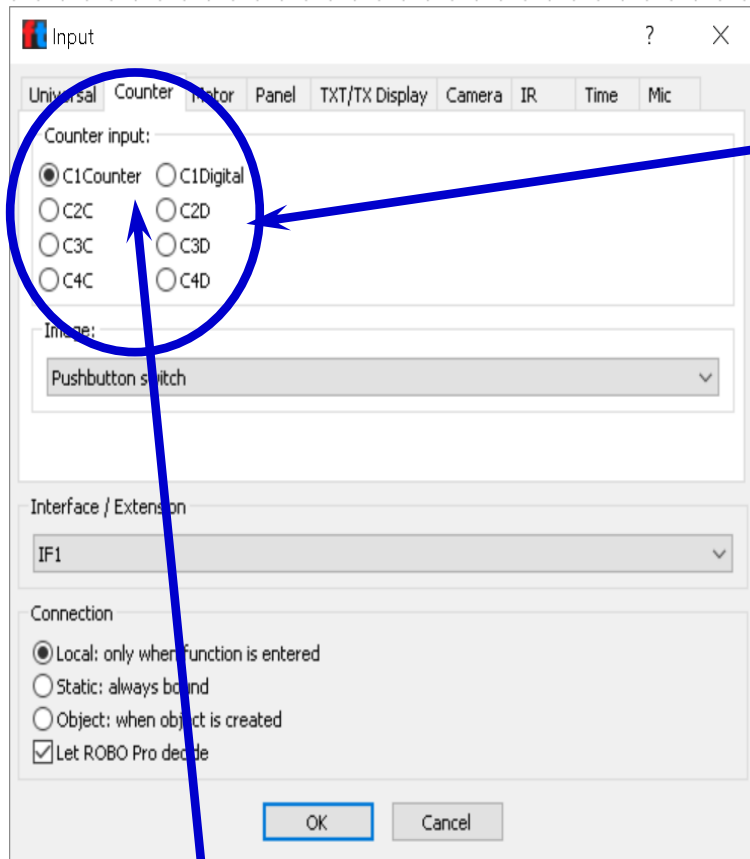 ft Input ?
Universal Counter Motor Panel TXT/TX Display Camera IR Time Mic
Counter input:
C1Counter C1Digital
C2C C2D
C3C C3D
C4C C4D
Image:
Pushbutton switch
Interface / Extension
IF1
Connection
Local: only when function is entered
Static: always bound
Object: when object is created
Let ROBO Pro decide
OK Cancel